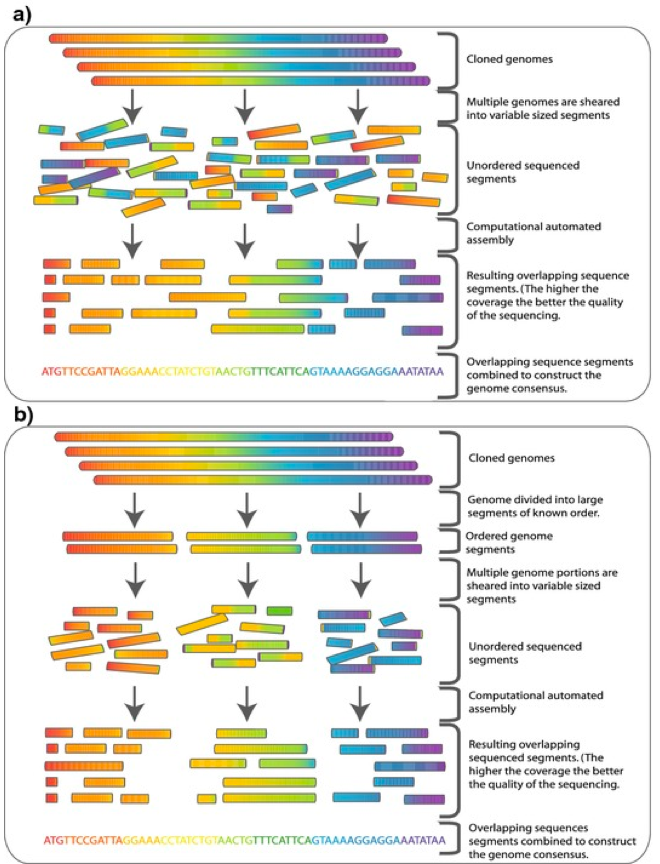 a)
Cloned genomes
Multiple genomes are sheared
into variable sized segments
Unordered sequenced
segments
Computational automated
assembly
Resulting overlapping sequence
segments. (The higher the
coverage the better the quality
of the sequencing.
Overlapping sequence segments
combined to construct the
genome consensus.
ATGTTCCGATTAGGAAACCTATCTGTAACTGTTTCATTCAGTAAAAGGAGGAAATATAA
b)
Cloned genomes
Genome divided into large
segments of known order.
Ordered genome
segments
Multiple genome portions are
sheared into variable sized
segments
Unordered sequenced
segments
Computational automated
assembly
Resulting overlapping
sequenced segments. (The
higher the coverage the better
the quality of the sequencing.
Overlapping sequences
segments combined to construct
the genome consensus.
ATGTTCCGATTAGGAAACCTATCTGTAACTGTTTCATTCAGTAAAAGGAGGAAATATAA